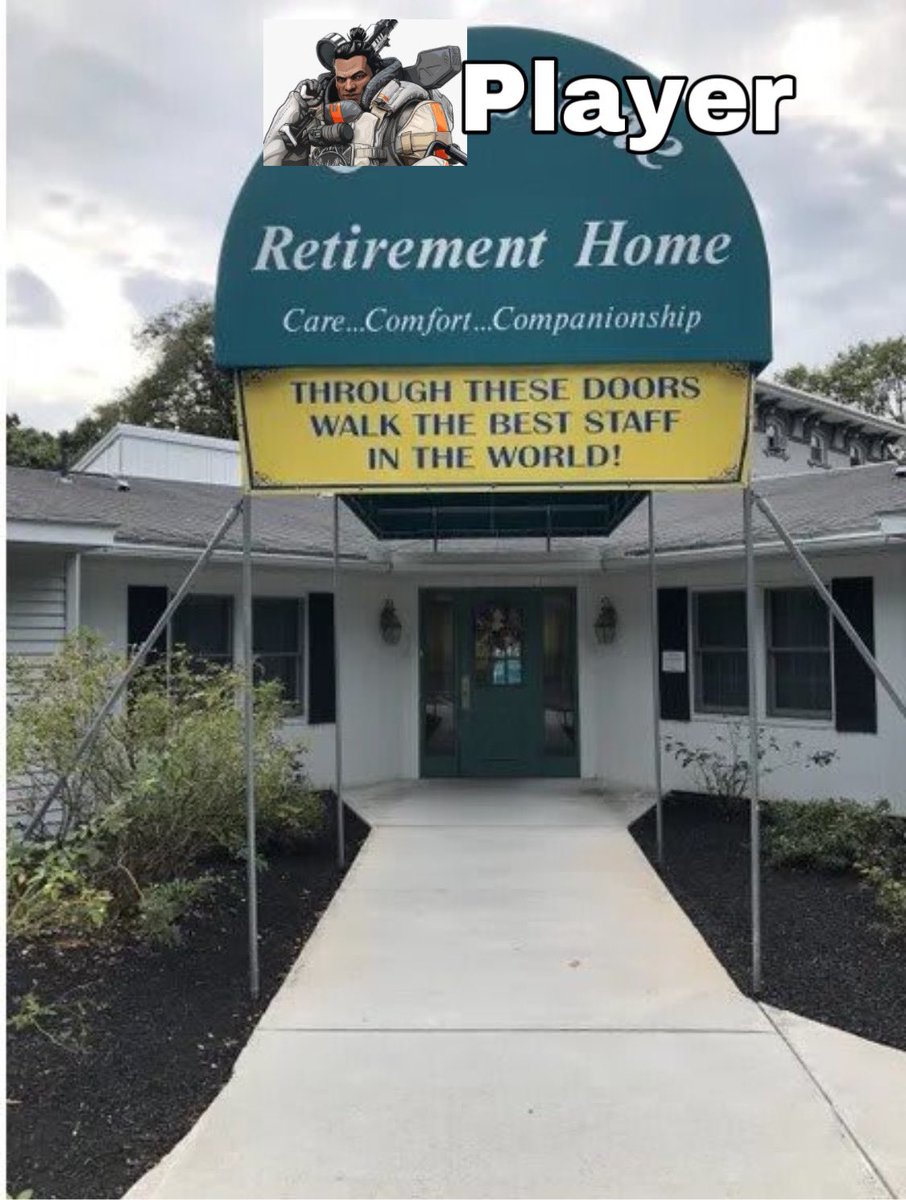 Player
Retirement Home
Care...Comfort...Companionship
THROUGH THESE DOORS
WALK THE BEST STAFF
IN THE WORLD!